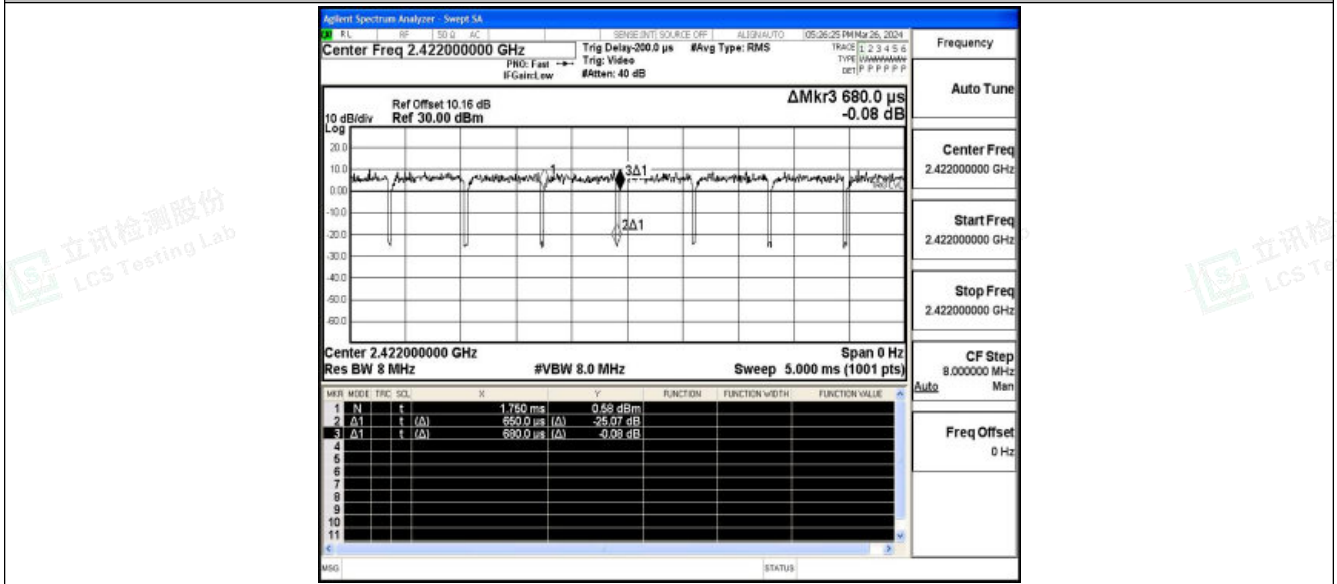 Agilent Spectrum Analyzer - Swept SA
RL RF 50 Ω AC SENSE:INT SOURCE OFF ALIGNAUTO 05:26:25 PM Mar 26, 2024
Center Freq 2.422000000 GHz
PNO: Fast
IFGain:Low
Trig Delay-200.0 µs
Trig: Video
#Atten: 40 dB
#Avg Type: RMS
TRACE 1 2 3 4 5 6
TYPE
DET P P P P P P
ΔMkr3 680.0 µs
-0.08 dB
Ref Offset 10.16 dB
10 dB/div Ref 30.00 dBm
Log
20.0
10.0
0.00
-10.0
-20.0
-30.0
-40.0
-50.0
-60.0
1
3Δ1
2Δ1
Center 2.422000000 GHz Span 0 Hz
Res BW 8 MHz #VBW 8.0 MHz Sweep 5.000 ms (1001 pts)
MKR MODE TRC SCL X Y FUNCTION FUNCTION WIDTH FUNCTION VALUE
1 N t 1.750 ms 0.58 dBm
2 Δ1 t (Δ) 650.0 µs (Δ) -25.07 dB
3 Δ1 t (Δ) 680.0 µs (Δ) -0.08 dB
4
5
6
7
8
9
10
11
MSG STATUS
Frequency
Auto Tune
Center Freq
2.422000000 GHz
Start Freq
2.422000000 GHz
Stop Freq
2.422000000 GHz
CF Step
8.000000 MHz
Auto Man
Freq Offset
0 Hz
立讯检测股份
LCS Testing Lab
立讯检
LCS Te